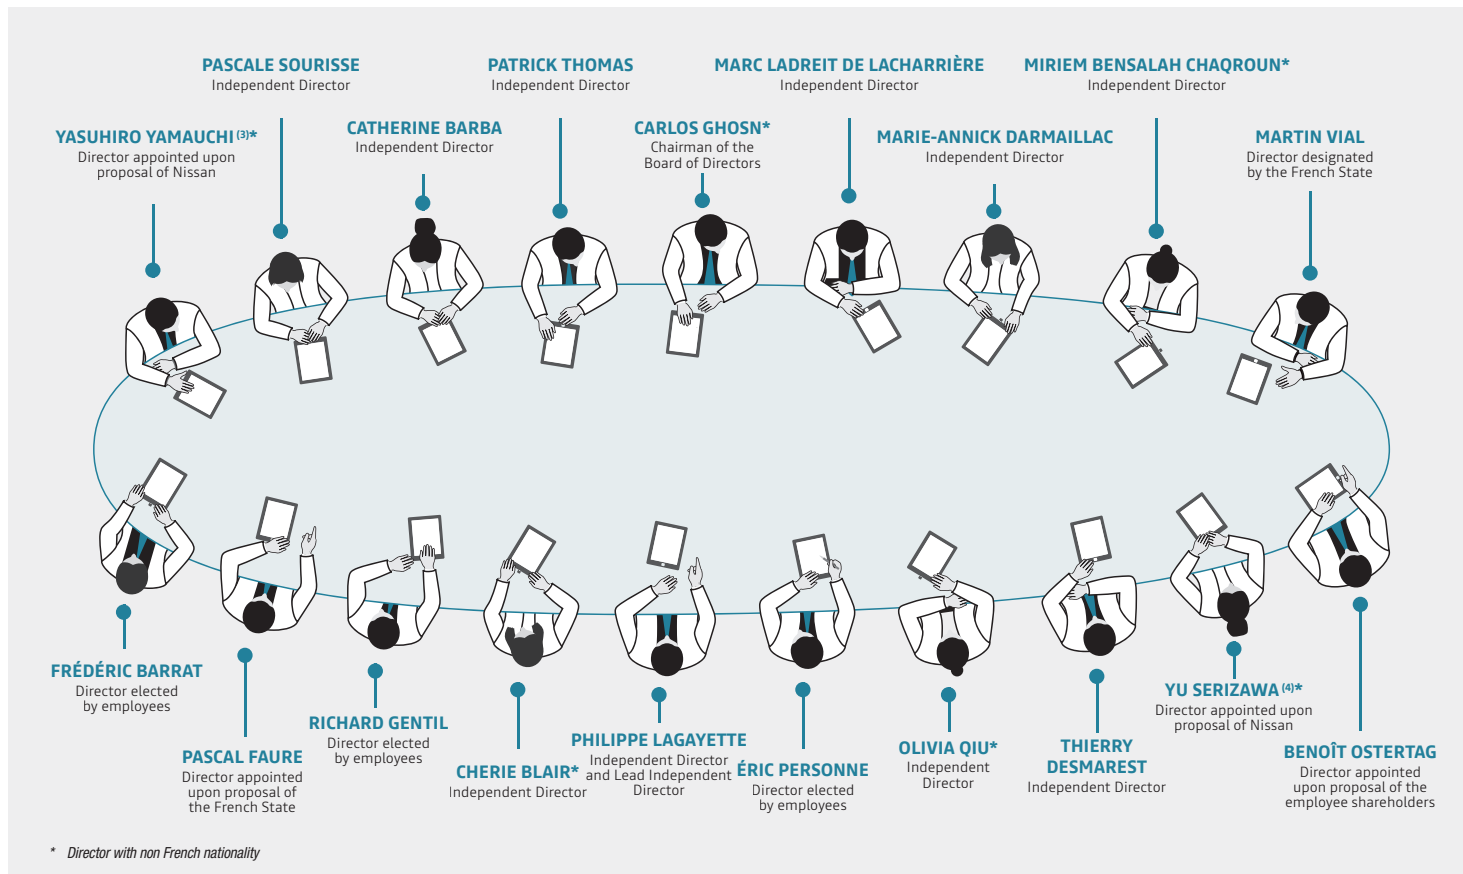 PASCALE SOURISSE
Independent Director
PATRICK THOMAS
Independent Director
MARC LADREIT DE LACHARRIÈRE
Independent Director
MIRIEM BENSALAH CHAQROUN*
Independent Director
YASUHIRO YAMAUCHI (3)*
Director appointed upon
proposal of Nissan
CATHERINE BARBA
Independent Director
CARLOS GHOSN*
Chairman of the
Board of Directors
MARIE-ANNICK DARMAILLAC
Independent Director
MARTIN VIAL
Director designated
by the French State
FRÉDÉRIC BARRAT
Director elected
by employees
PASCAL FAURE
Director appointed
upon proposal of
the French State
RICHARD GENTIL
Director elected
by employees
CHERIE BLAIR*
Independent Director
PHILIPPE LAGAYETTE
Independent Director
and Lead Independent
Director
ÉRIC PERSONNE
Director elected
by employees
OLIVIA QIU*
Independent
Director
THIERRY
DESMAREST
Independent Director
YU SERIZAWA (4)*
Director appointed upon
proposal of Nissan
BENOÎT OSTERTAG
Director appointed
upon proposal of the
employee shareholders
* Director with non French nationality